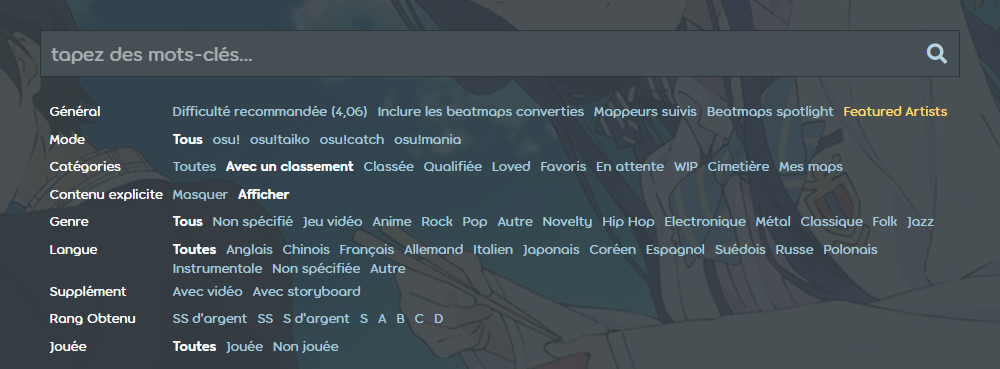 tapez des mots-clés...
Général Difficulté recommandée (4,06) Inclure les beatmaps converties Mappeurs suivis Beatmaps spotlight Featured Artists
Mode Tous osu! osu!taiko osu!catch osu!mania
Catégories Toutes Avec un classement Classée Qualifiée Loved Favoris En attente WIP Cimetière Mes maps
Contenu explicite Masquer Afficher
Genre Tous Non spécifié Jeu vidéo Anime Rock Pop Autre Novelty Hip Hop Electronique Métal Classique Folk Jazz
Langue Toutes Anglais Chinois Français Allemand Italien Japonais Coréen Espagnol Suédois Russe Polonais
Instrumentale Non spécifiée Autre
Supplément Avec vidéo Avec storyboard
Rang Obtenu SS d'argent SS S d'argent S A B C D
Jouée Toutes Jouée Non jouée